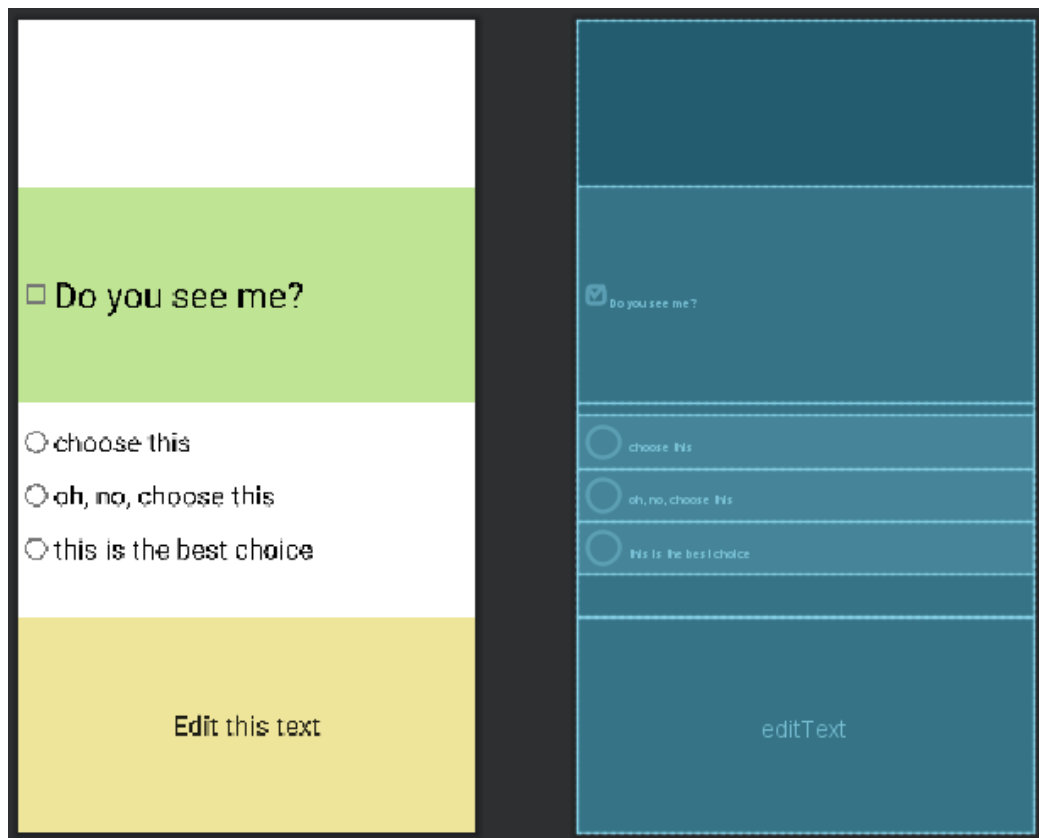 Do you see me?
choose this
oh, no, choose this
this is the best choice
Edit this text
Do you see me?
choose this
oh, no, choose this
this is the best choice
editText